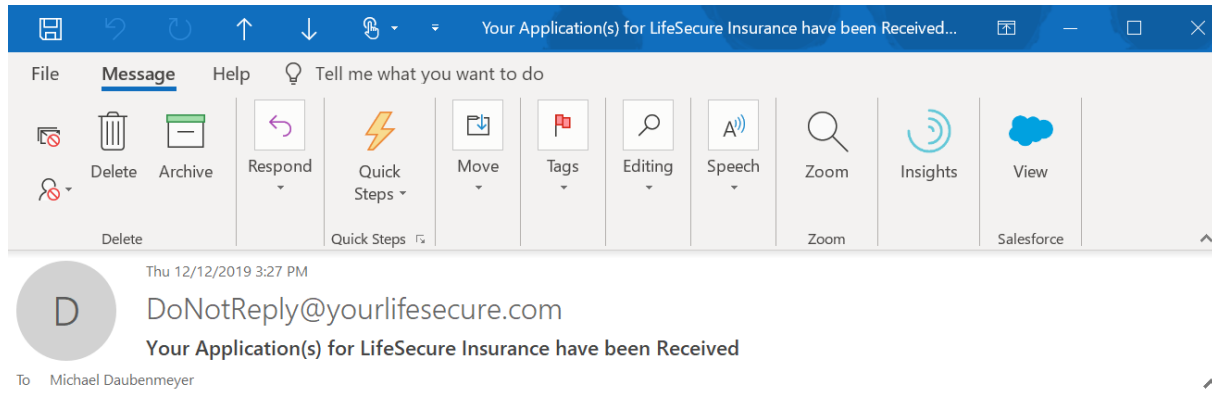 Your Application(s) for LifeSecure Insurance have been Received...
File Message Help Tell me what you want to do
Delete Archive Respond Quick Steps Move Tags Editing Speech Zoom Insights View
Delete Quick Steps Zoom Salesforce
D
Thu 12/12/2019 3:27 PM
DoNotReply@yourlifesecure.com
Your Application(s) for LifeSecure Insurance have been Received
To Michael Daubenmeyer